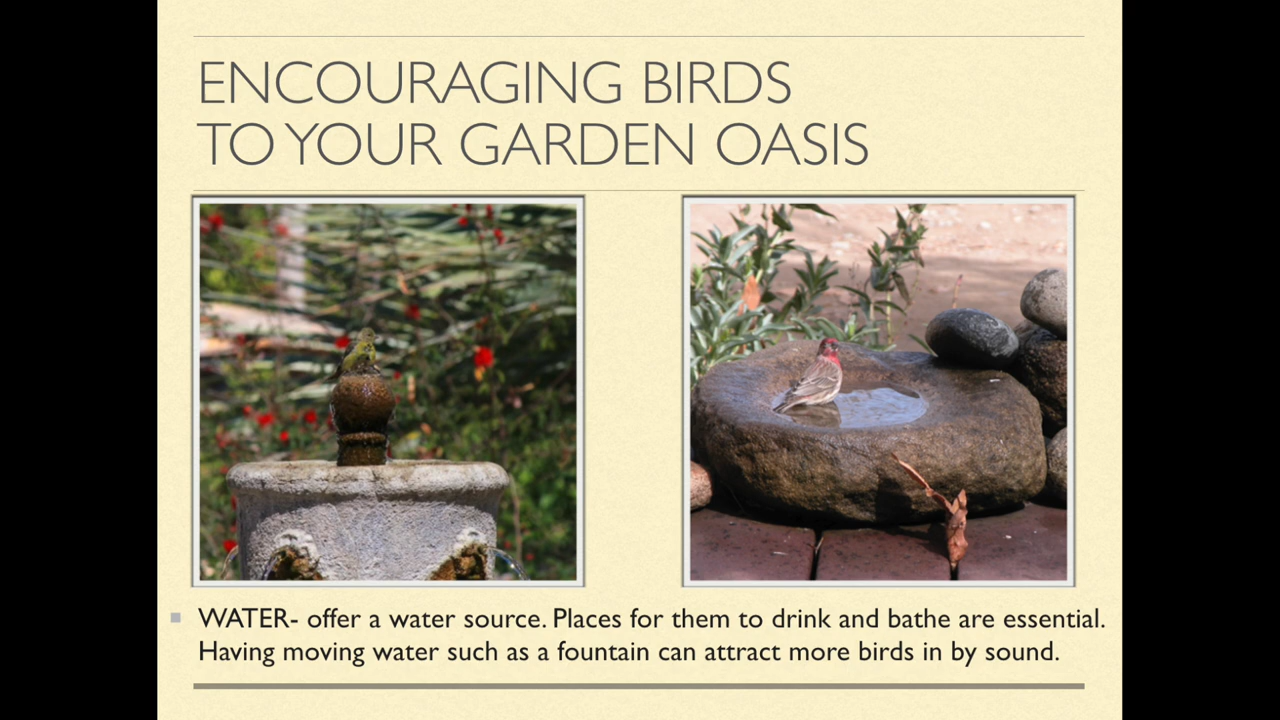 ENCOURAGING BIRDS
TO YOUR GARDEN OASIS
WATER- offer a water source. Places for them to drink and bathe are essential.
Having moving water such as a fountain can attract more birds in by sound.